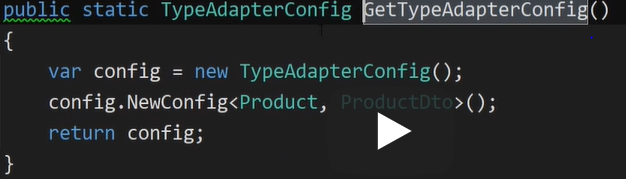 public static TypeAdapterConfig GetTypeAdapterConfig()
{
    var config = new TypeAdapterConfig();
    config.NewConfig<Product, ProductDto>();
    return config;
}